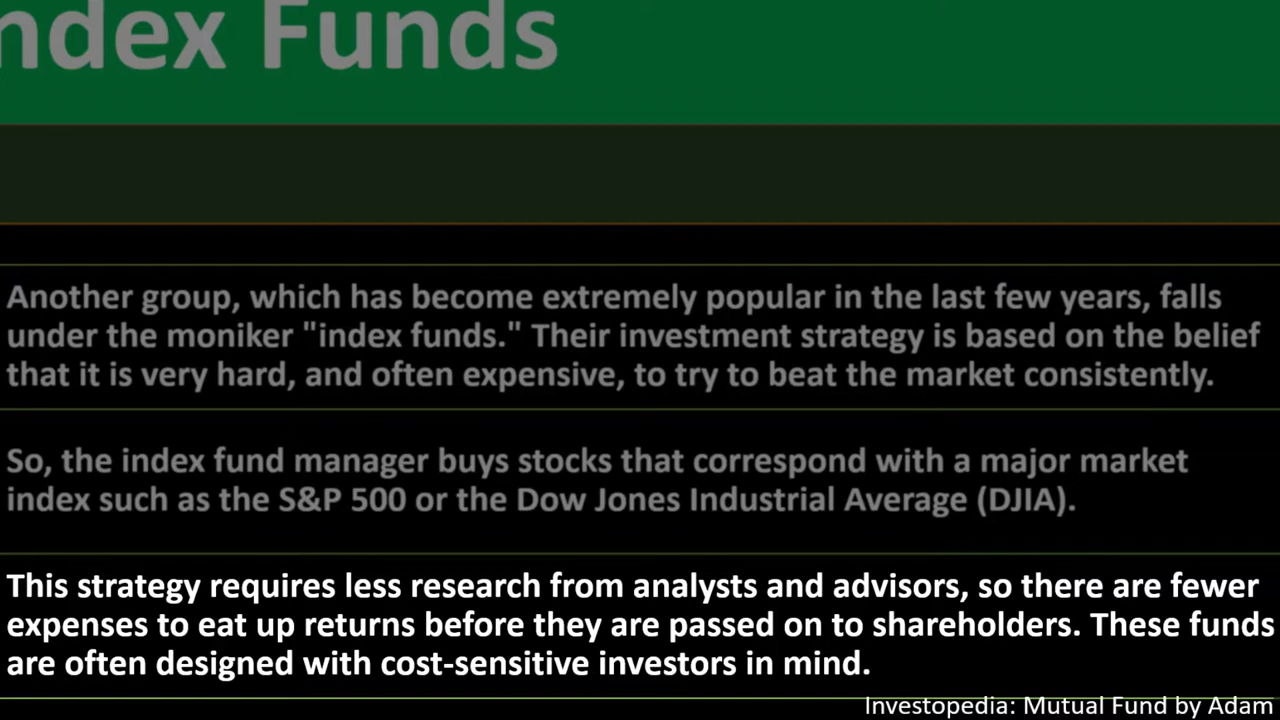 ndex Funds
Another group, which has become extremely popular in the last few years, falls
under the moniker "index funds." Their investment strategy is based on the belief
that it is very hard, and often expensive, to try to beat the market consistently.
So, the index fund manager buys stocks that correspond with a major market
index such as the S&P 500 or the Dow Jones Industrial Average (DJIA).
This strategy requires less research from analysts and advisors, so there are fewer
expenses to eat up returns before they are passed on to shareholders. These funds
are often designed with cost-sensitive investors in mind.
Investopedia: Mutual Fund by Adam